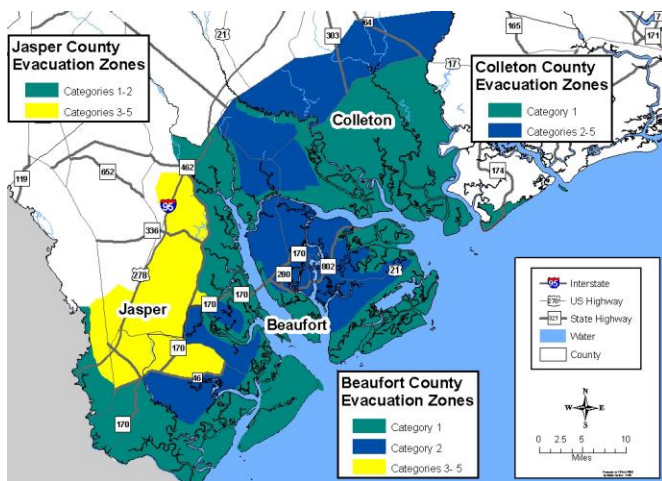 Jasper County
Evacuation Zones
Categories 1-2
Categories 3-5
Colleton County
Evacuation Zones
Category 1
Categories 2-5
Beaufort County
Evacuation Zones
Category 1
Category 2
Categories 3- 5
Colleton
Jasper
Beaufort
21
303
64
17
165
171
174
119
652
462
95
336
278
170
170
280
802
21
170
170
46
170
95
Interstate
278
US Highway
321
State Highway
Water
County
N
W
E
S
0 2.5 5 10
Miles